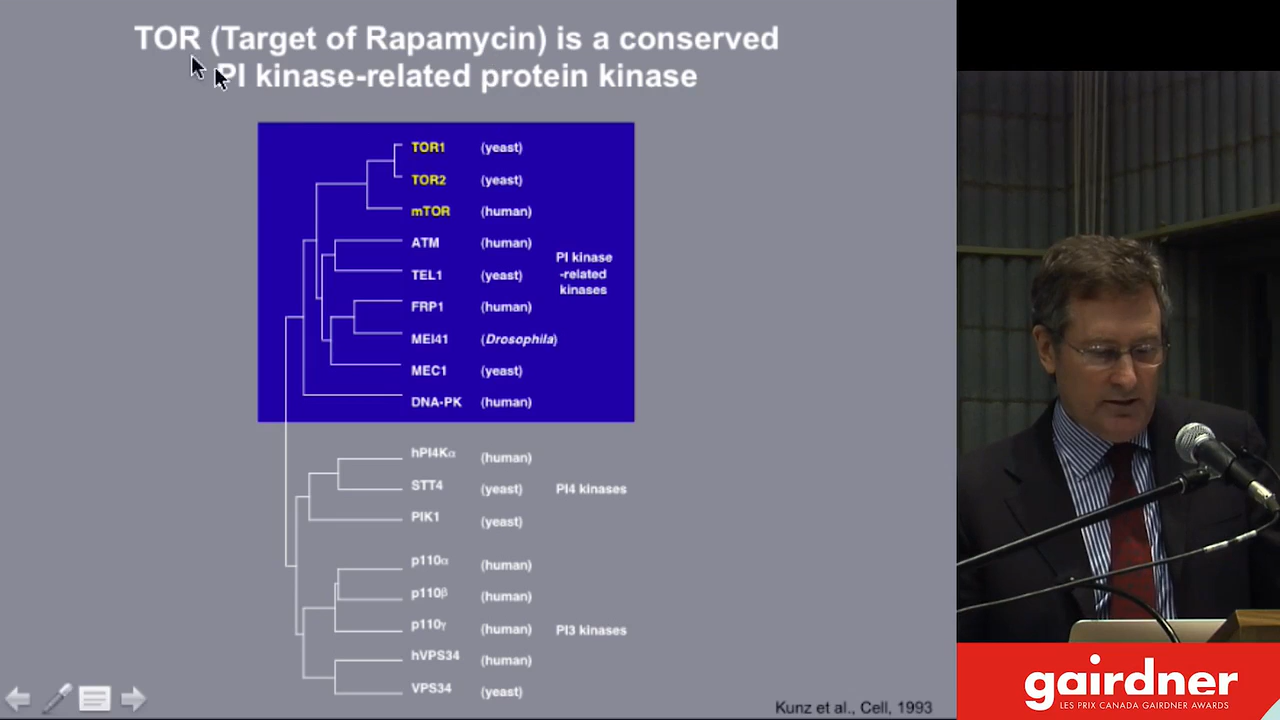 TOR (Target of Rapamycin) is a conserved
PI kinase-related protein kinase
TOR1 (yeast)
TOR2 (yeast)
mTOR (human)
ATM (human)
TEL1 (yeast)
FRP1 (human)
MEI41 (Drosophila)
MEC1 (yeast)
DNA-PK (human)
PI kinase
-related
kinases
hPI4Kα (human)
STT4 (yeast)
PIK1 (yeast)
PI4 kinases
p110α (human)
p110β (human)
p110γ (human)
hVPS34 (human)
VPS34 (yeast)
PI3 kinases
Kunz et al., Cell, 1993
gairdner
LES PRIX CANADA GAIRDNER AWARDS